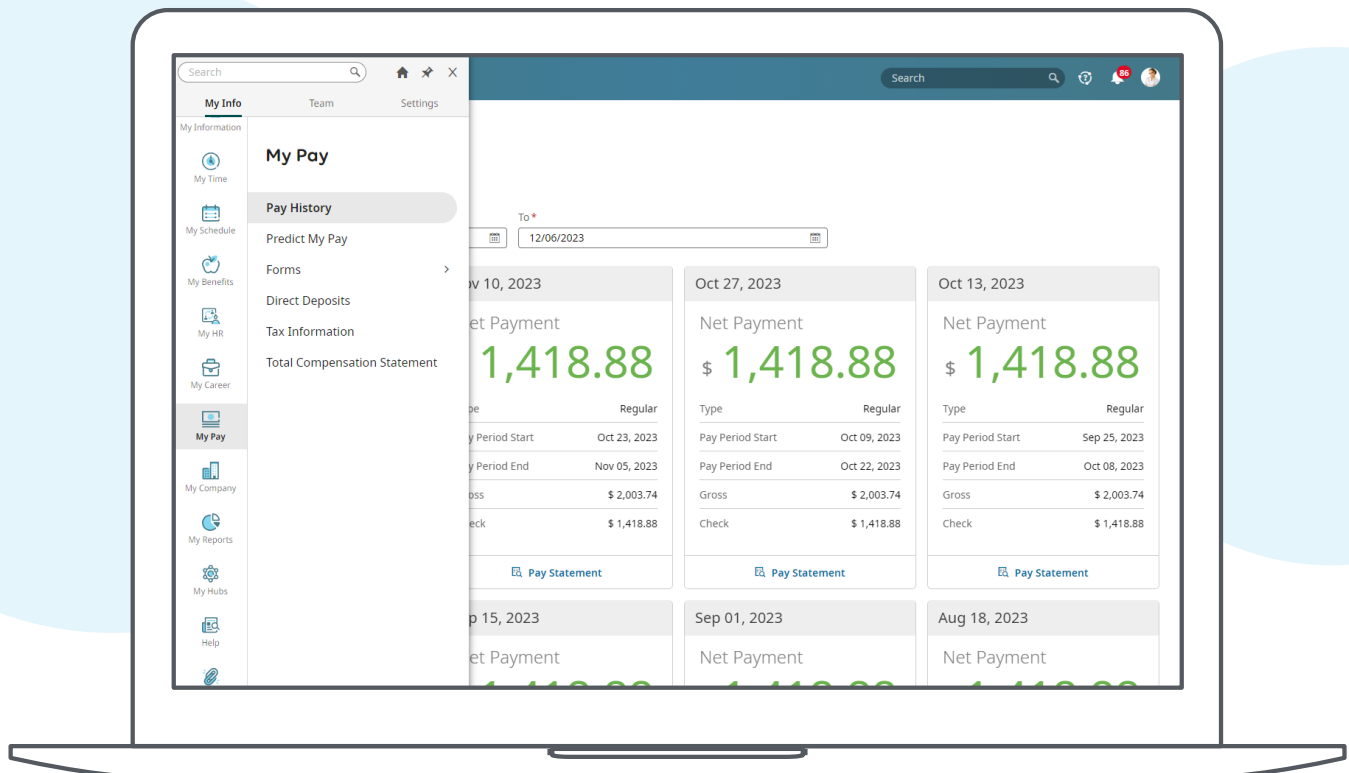 Search
Search
86
My Info Team Settings
My Information
My Time
My Schedule
My Benefits
My HR
My Career
My Pay
My Company
My Reports
My Hubs
Help
My Pay
Pay History
Predict My Pay
Forms
Direct Deposits
Tax Information
Total Compensation Statement
To *
12/06/2023
10, 2023
Payment
1,418.88
Regular
Period Start Oct 23, 2023
Period End Nov 05, 2023
$ 2,003.74
$ 1,418.88
Pay Statement
Oct 27, 2023
Net Payment
$ 1,418.88
Type Regular
Pay Period Start Oct 09, 2023
Pay Period End Oct 22, 2023
Gross $ 2,003.74
Check $ 1,418.88
Pay Statement
Oct 13, 2023
Net Payment
$ 1,418.88
Type Regular
Pay Period Start Sep 25, 2023
Pay Period End Oct 08, 2023
Gross $ 2,003.74
Check $ 1,418.88
Pay Statement
15, 2023
Payment
Sep 01, 2023
Net Payment
Aug 18, 2023
Net Payment